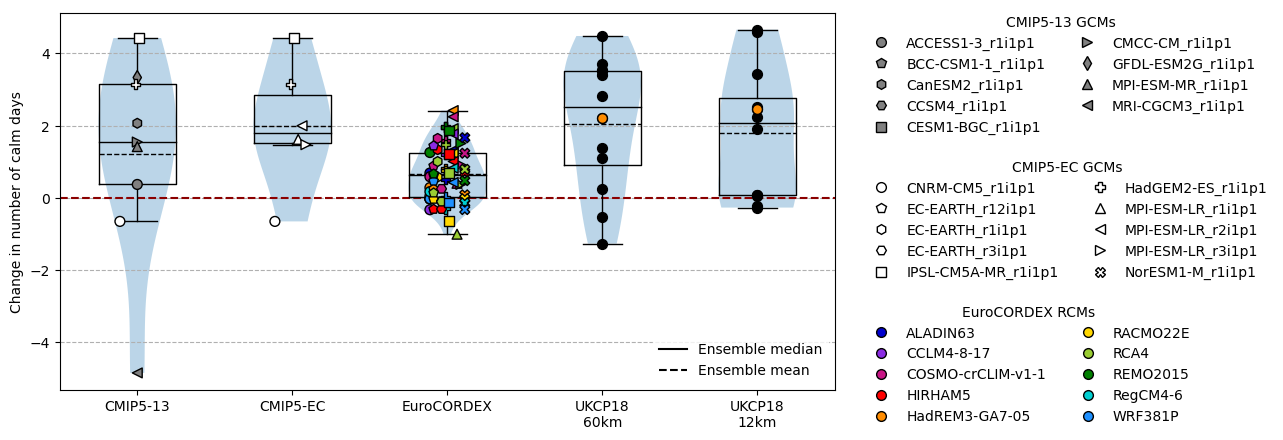 Change in number of calm days
4
2
0
−2
−4
CMIP5-13
CMIP5-EC
EuroCORDEX
UKCP18
60km
UKCP18
12km
Ensemble median
Ensemble mean
CMIP5-13 GCMs
ACCESS1-3_r1i1p1
BCC-CSM1-1_r1i1p1
CanESM2_r1i1p1
CCSM4_r1i1p1
CESM1-BGC_r1i1p1
CMCC-CM_r1i1p1
GFDL-ESM2G_r1i1p1
MPI-ESM-MR_r1i1p1
MRI-CGCM3_r1i1p1
CMIP5-EC GCMs
CNRM-CM5_r1i1p1
EC-EARTH_r12i1p1
EC-EARTH_r1i1p1
EC-EARTH_r3i1p1
IPSL-CM5A-MR_r1i1p1
HadGEM2-ES_r1i1p1
MPI-ESM-LR_r1i1p1
MPI-ESM-LR_r2i1p1
MPI-ESM-LR_r3i1p1
NorESM1-M_r1i1p1
EuroCORDEX RCMs
ALADIN63
CCLM4-8-17
COSMO-crCLIM-v1-1
HIRHAM5
HadREM3-GA7-05
RACMO22E
RCA4
REMO2015
RegCM4-6
WRF381P